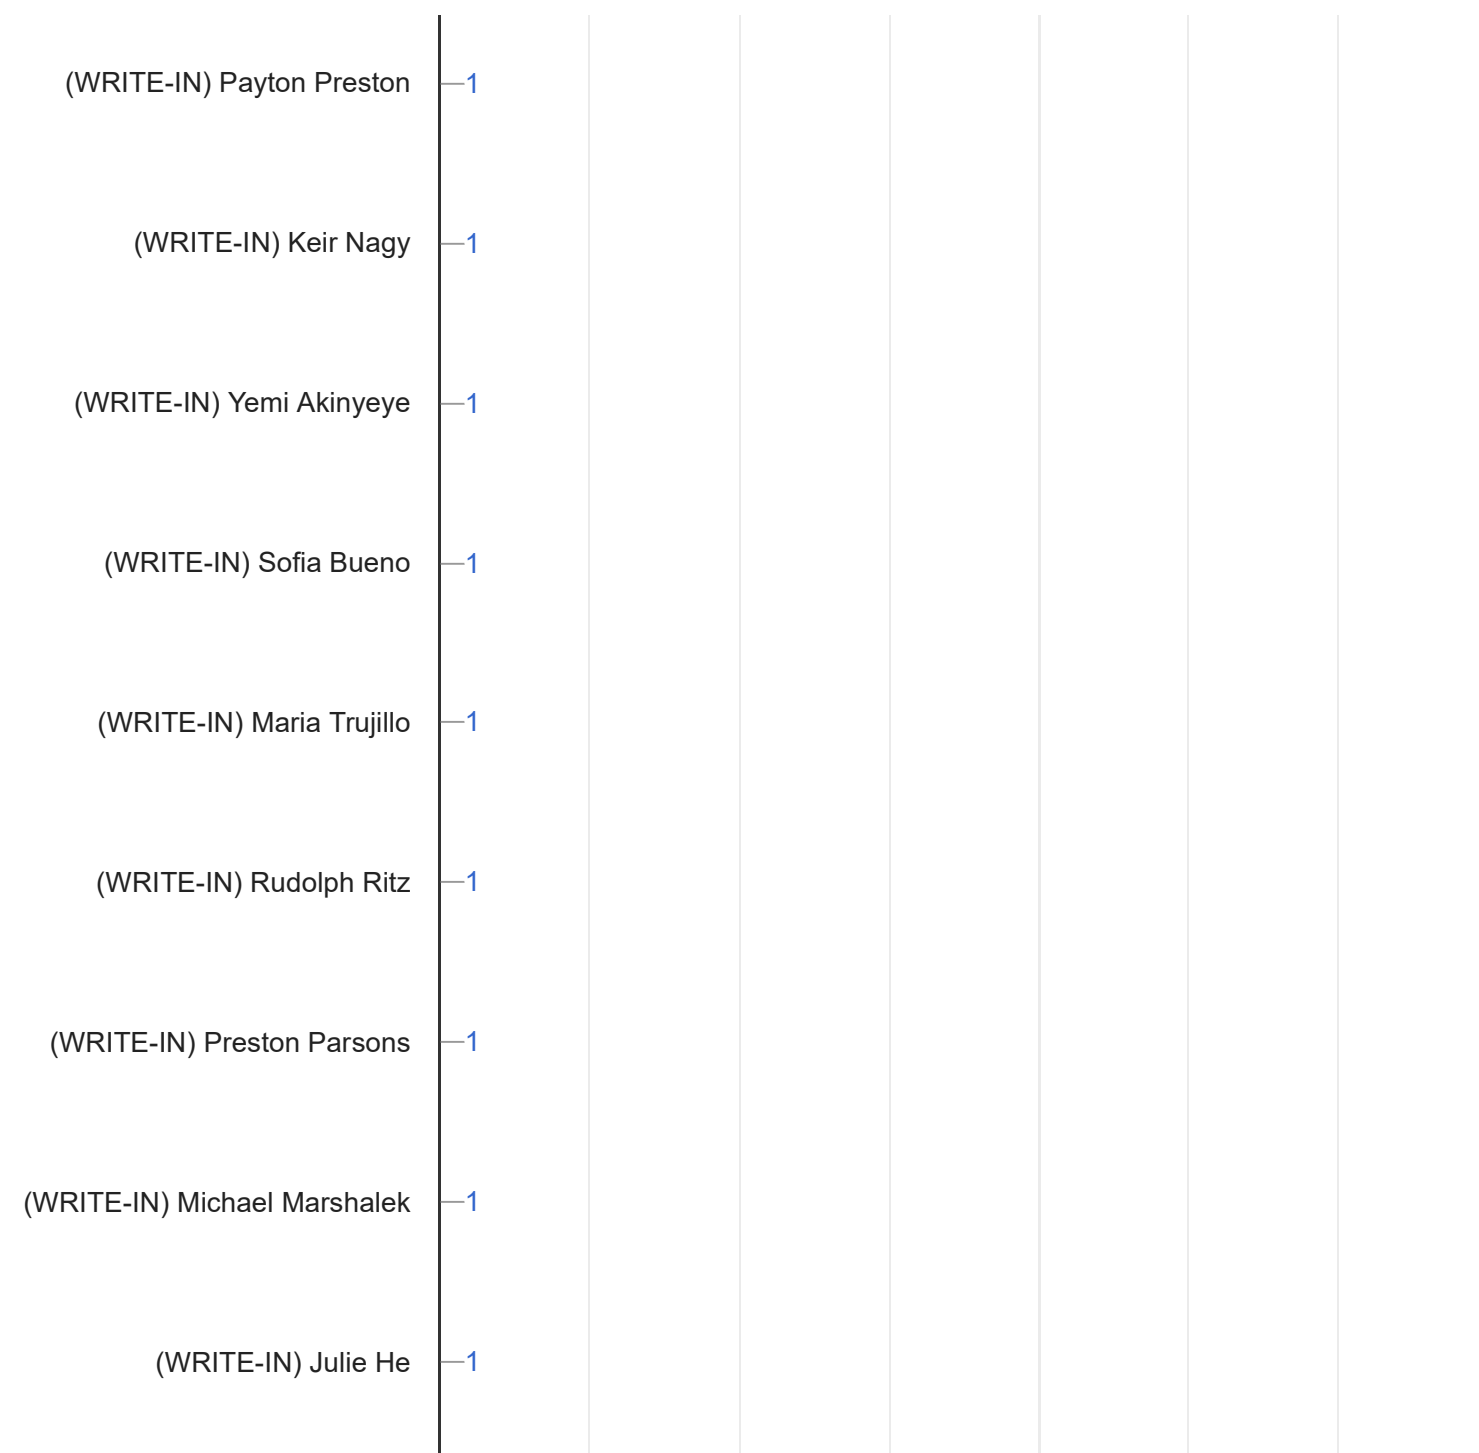 (WRITE-IN) Payton Preston 1
(WRITE-IN) Keir Nagy 1
(WRITE-IN) Yemi Akinyeye 1
(WRITE-IN) Sofia Bueno 1
(WRITE-IN) Maria Trujillo 1
(WRITE-IN) Rudolph Ritz 1
(WRITE-IN) Preston Parsons 1
(WRITE-IN) Michael Marshalek 1
(WRITE-IN) Julie He 1